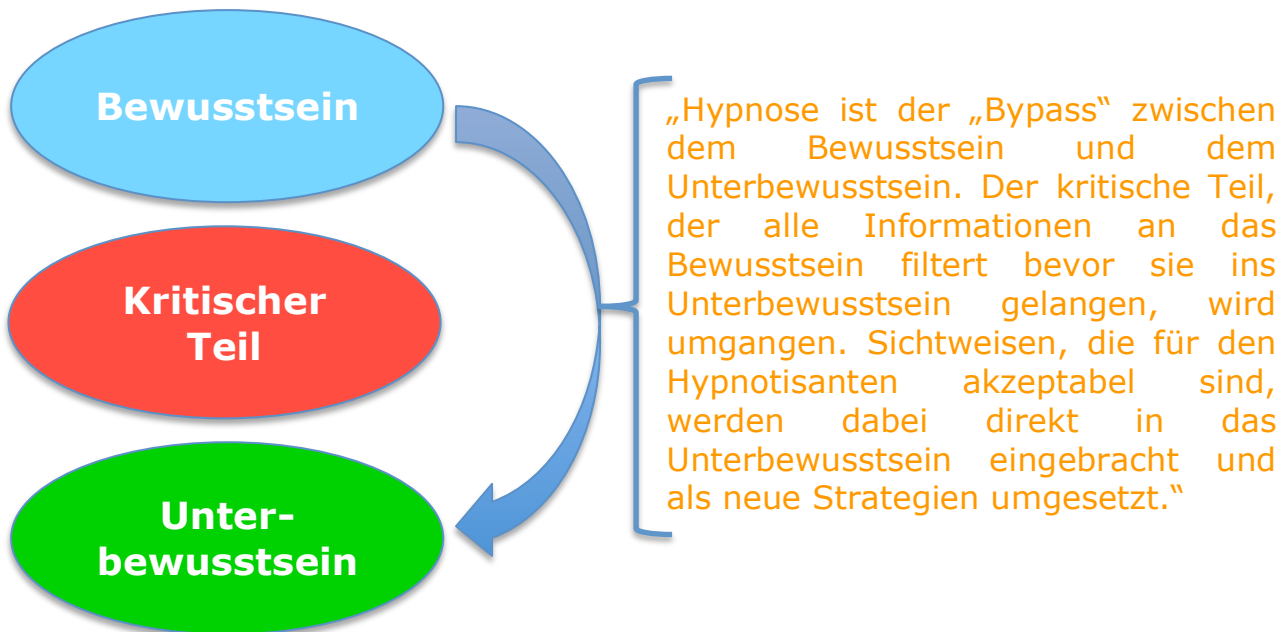 Bewusstsein
Kritischer
Teil
Unter-
bewusstsein
„Hypnose ist der „Bypass“ zwischen
dem Bewusstsein und dem
Unterbewusstsein. Der kritische Teil,
der alle Informationen an das
Bewusstsein filtert bevor sie ins
Unterbewusstsein gelangen, wird
umgangen. Sichtweisen, die für den
Hypnotisanten akzeptabel sind,
werden dabei direkt in das
Unterbewusstsein eingebracht und
als neue Strategien umgesetzt.“